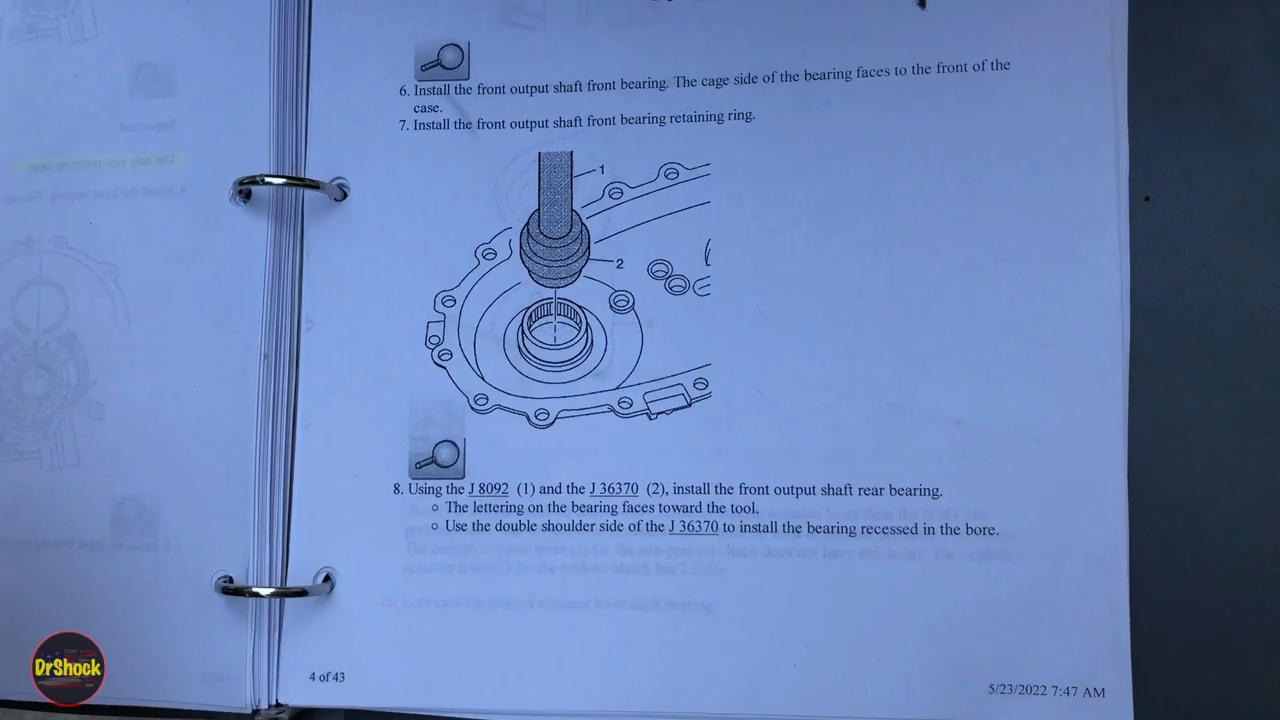 6. Install the front output shaft front bearing. The cage side of the bearing faces to the front of the
case.
7. Install the front output shaft front bearing retaining ring.
1
2
8. Using the J 8092 (1) and the J 36370 (2), install the front output shaft rear bearing.
The lettering on the bearing faces toward the tool.
Use the double shoulder side of the J 36370 to install the bearing recessed in the bore.
4 of 43
5/23/2022 7:47 AM
DrShock